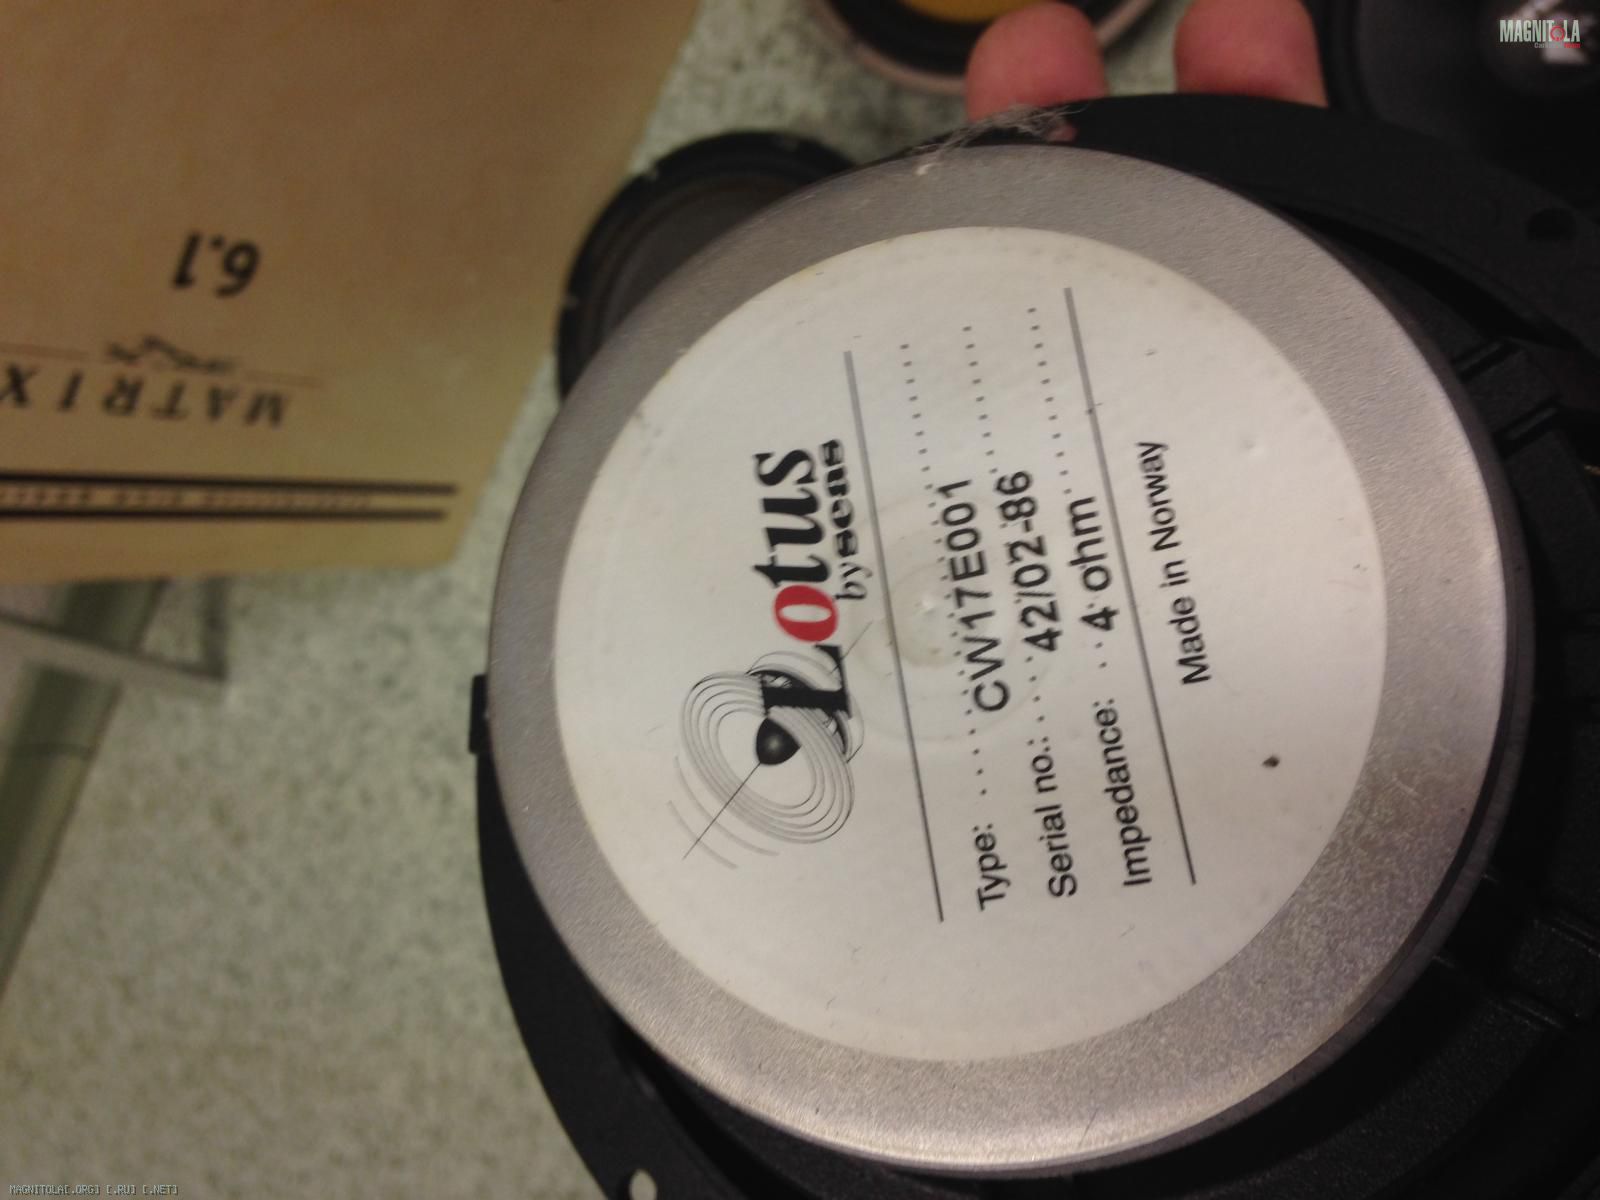 MAGNITOLA
6.1
MATRIX
Lotus
by seas
Type: CW17E001
Serial no.: 42/02-86
Impedance: 4 ohm
Made in Norway
MAGNITOLA[.ORG] [.RU] [.NET]